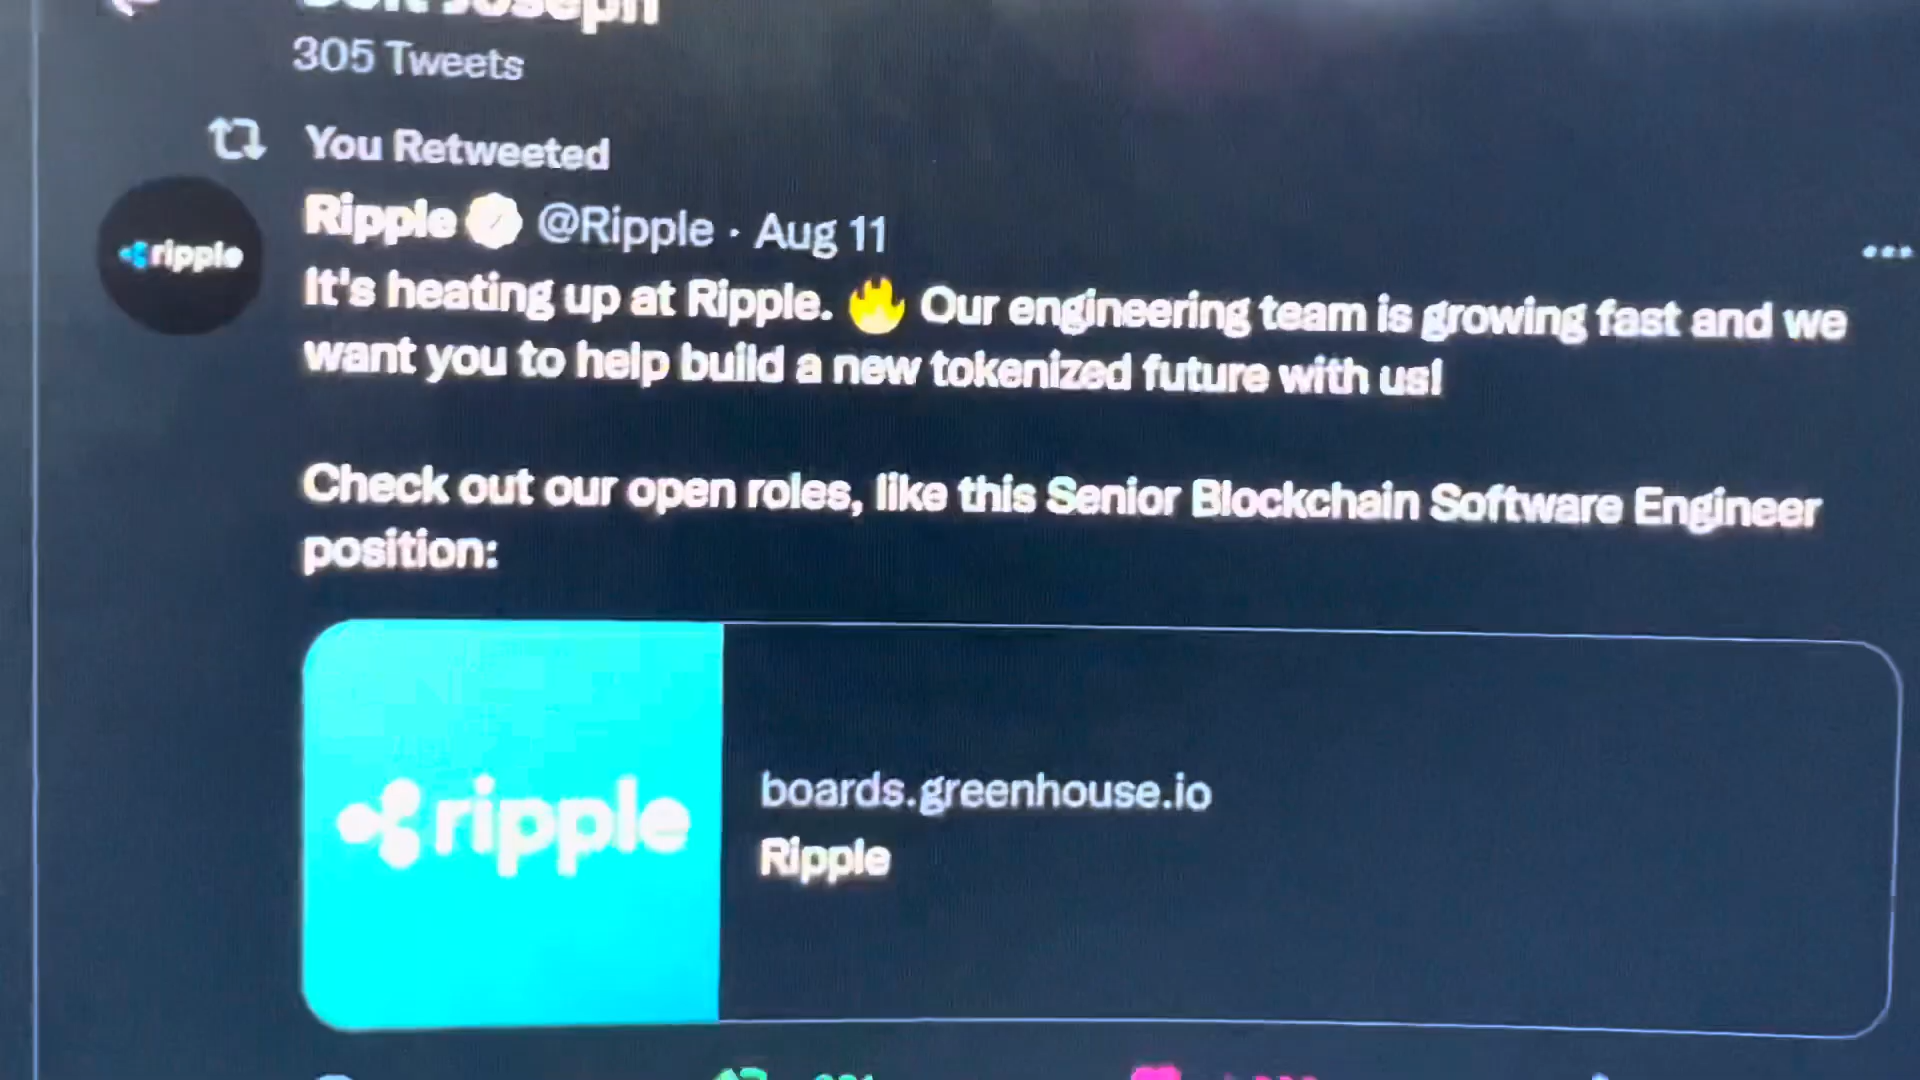 Joseph
305 Tweets
You Retweeted
Ripple @Ripple · Aug 11
ripple
It's heating up at Ripple. 🔥 Our engineering team is growing fast and we
want you to help build a new tokenized future with us!
Check out our open roles, like this Senior Blockchain Software Engineer
position:
ripple
boards.greenhouse.io
Ripple